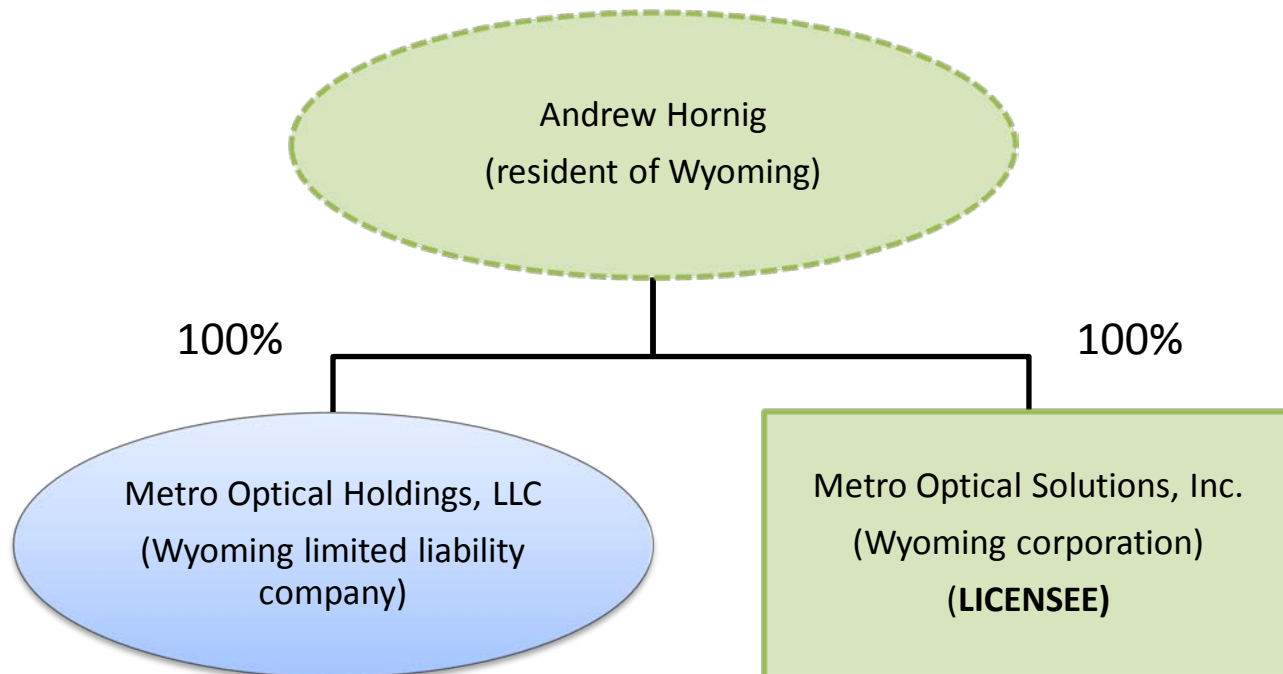 Andrew Hornig
(resident of Wyoming)
100%
100%
Metro Optical Holdings, LLC
(Wyoming limited liability
company)
Metro Optical Solutions, Inc.
(Wyoming corporation)
(LICENSEE)